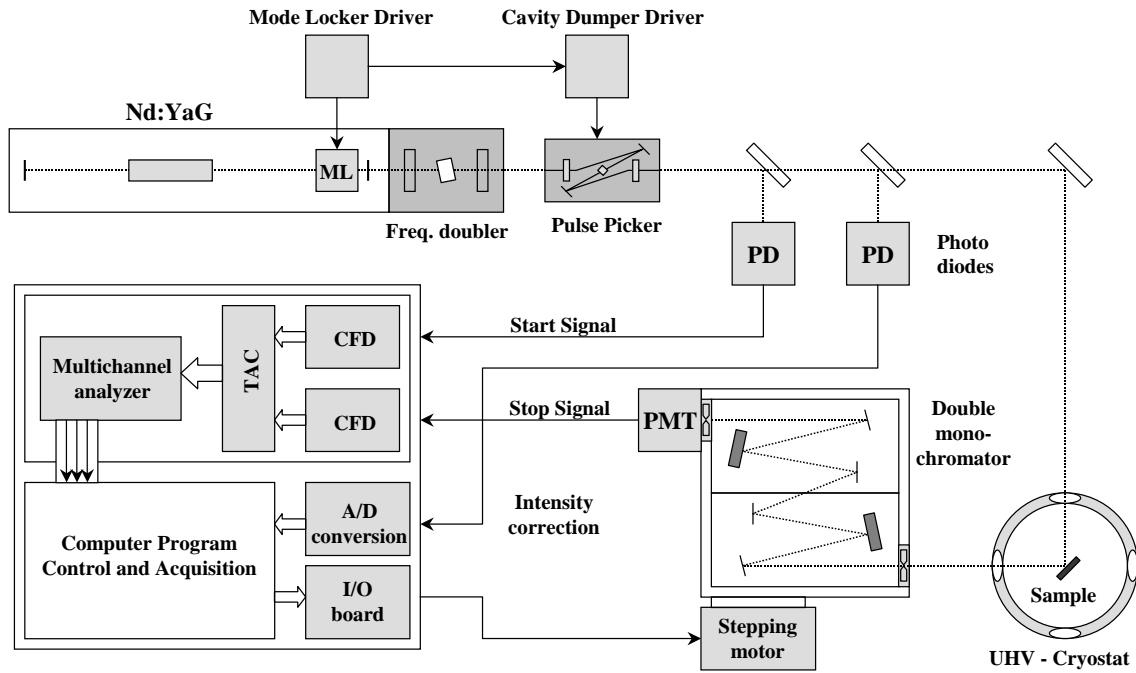 Mode Locker Driver
Cavity Dumper Driver
Nd:YaG
ML
Freq. doubler
Pulse Picker
PD
PD
Photo
diodes
Start Signal
CFD
TAC
Multichannel
analyzer
CFD
Stop Signal
PMT
Double
mono-
chromator
Intensity
correction
A/D
conversion
Computer Program
Control and Acquisition
I/O
board
Stepping
motor
Sample
UHV - Cryostat